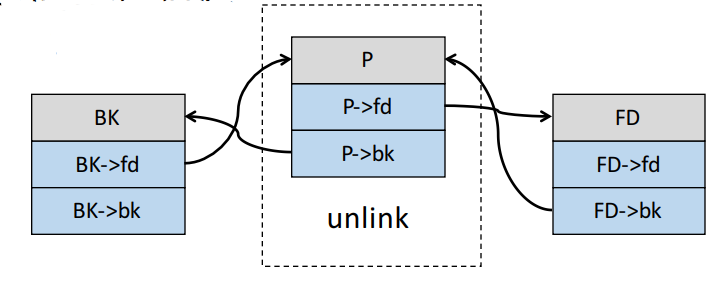 P
P->fd
P->bk
BK
BK->fd
BK->bk
FD
FD->fd
FD->bk
unlink